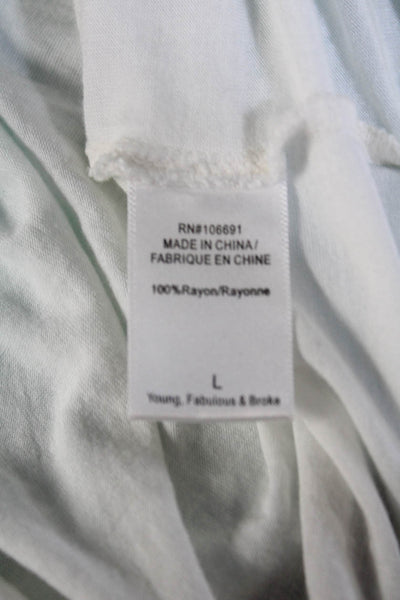 RN#106691
MADE IN CHINA/
FABRIQUE EN CHINE
100%Rayon/Rayonne
L
Young, Fabulous & Broke